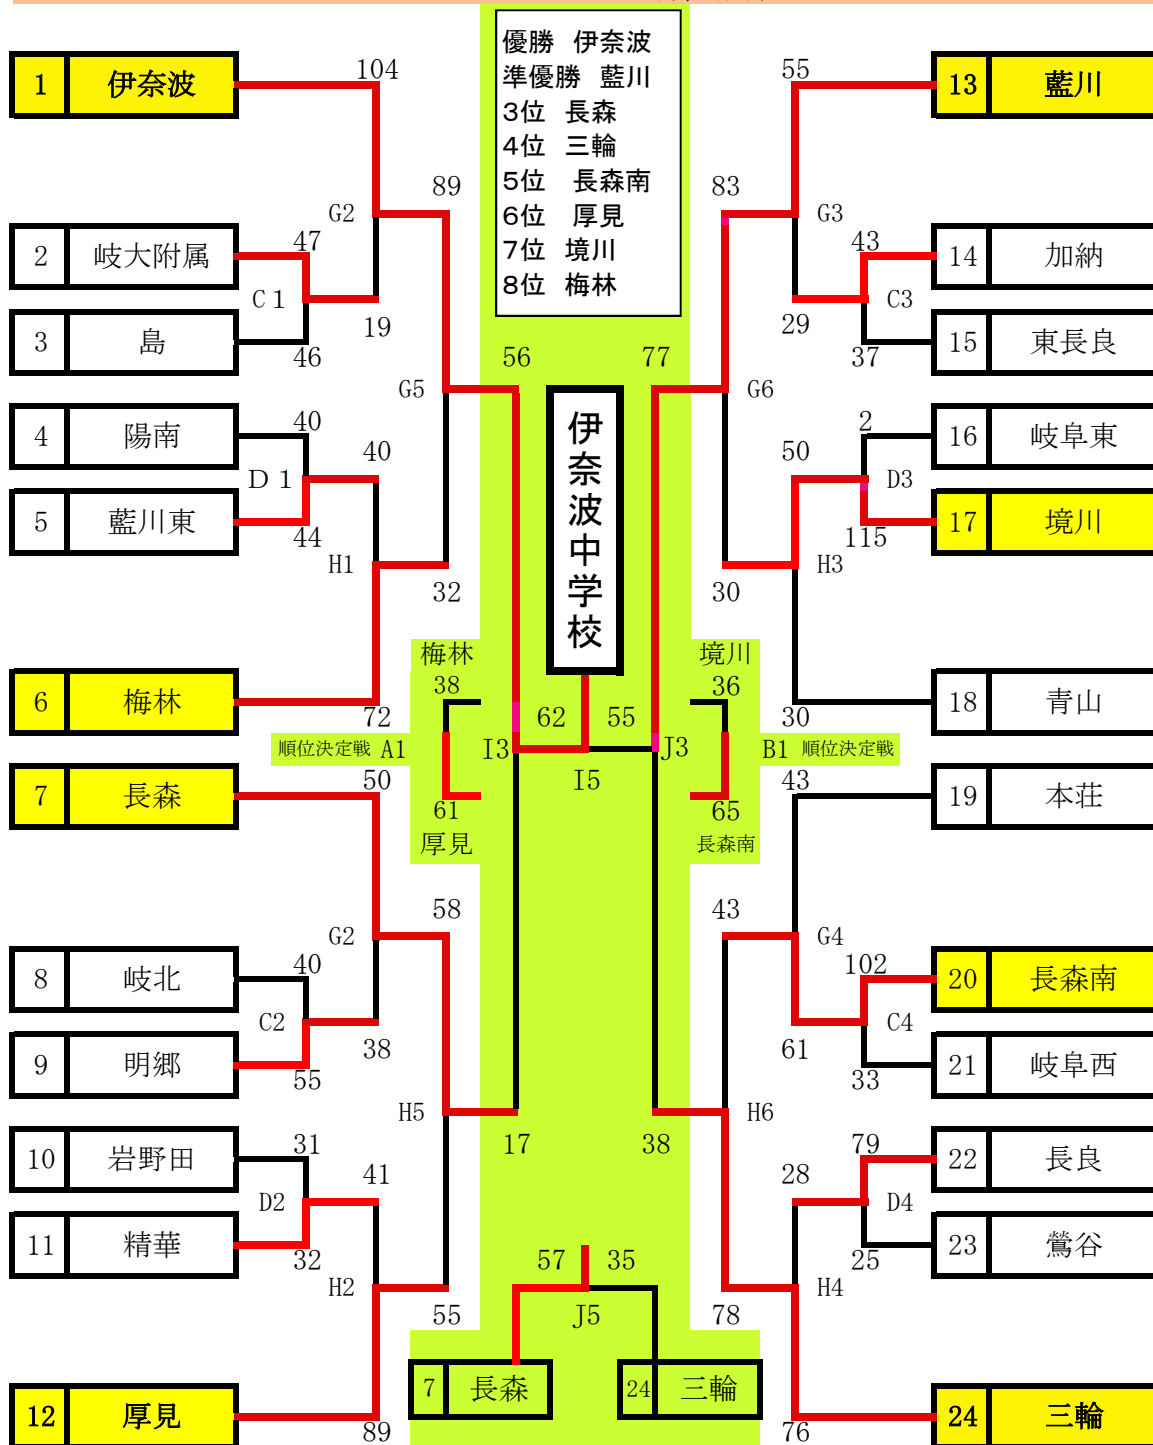 優勝 伊奈波
準優勝 藍川
3位 長森
4位 三輪
5位 長森南
6位 厚見
7位 境川
8位 梅林
1 伊奈波
104
55
13 藍川
89
83
G2
G3
2 岐大附属
47
43
14 加納
C1
C3
3 島
19
29
15 東長良
46
37
56
77
G5
G6
4 陽南
40
2
16 岐阜東
40
50
D1
D3
5 藍川東
44
115
17 境川
H1
H3
32
30
伊奈波中学校
梅林
境川
38
36
6 梅林
72
62
55
30
18 青山
順位決定戦 A1
I3
J3
B1 順位決定戦
I5
7 長森
50
43
19 本荘
61
65
厚見
長森南
58
43
G2
G4
8 岐北
40
102
20 長森南
C2
C4
9 明郷
38
61
21 岐阜西
55
33
H5
H6
17
38
10 岩野田
31
79
22 長良
41
28
D2
D4
11 精華
32
25
23 鶯谷
57
35
H2
H4
55
J5
78
7 長森
24 三輪
12 厚見
89
76
24 三輪